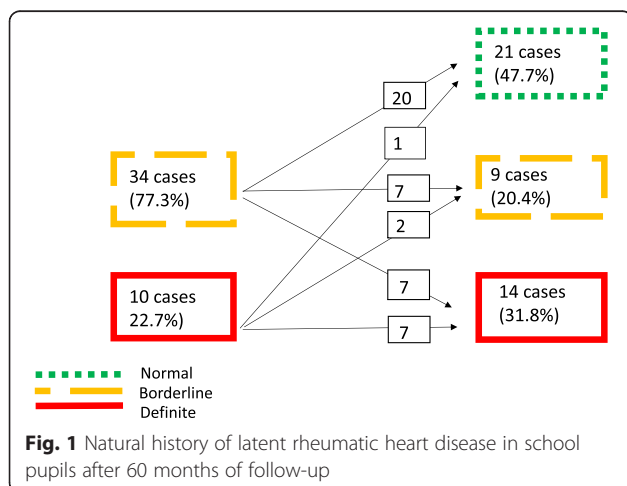 21 cases
(47.7%)
20
1
34 cases
(77.3%)
7
9 cases
(20.4%)
2
10 cases
22.7%)
7
14 cases
(31.8%)
7
Normal
Borderline
Definite
Fig. 1 Natural history of latent rheumatic heart disease in school
pupils after 60 months of follow-up